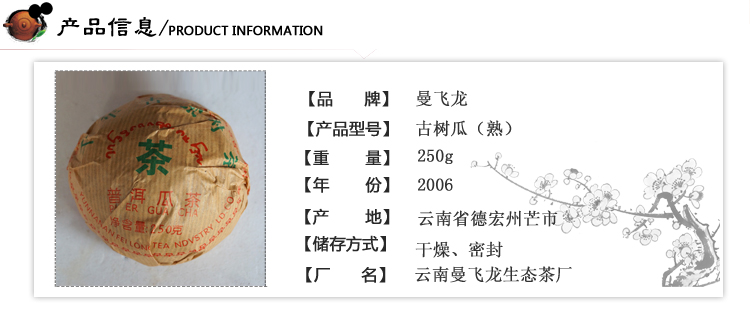 产品信息/PRODUCT INFORMATION
茶
普洱瓜茶
ER GUA CHA
净含量:250克
【品 牌】 曼飞龙
【产品型号】 古树瓜（熟）
【重 量】 250g
【年 份】 2006
【产 地】 云南省德宏州芒市
【储存方式】 干燥、密封
【厂 名】 云南曼飞龙生态茶厂